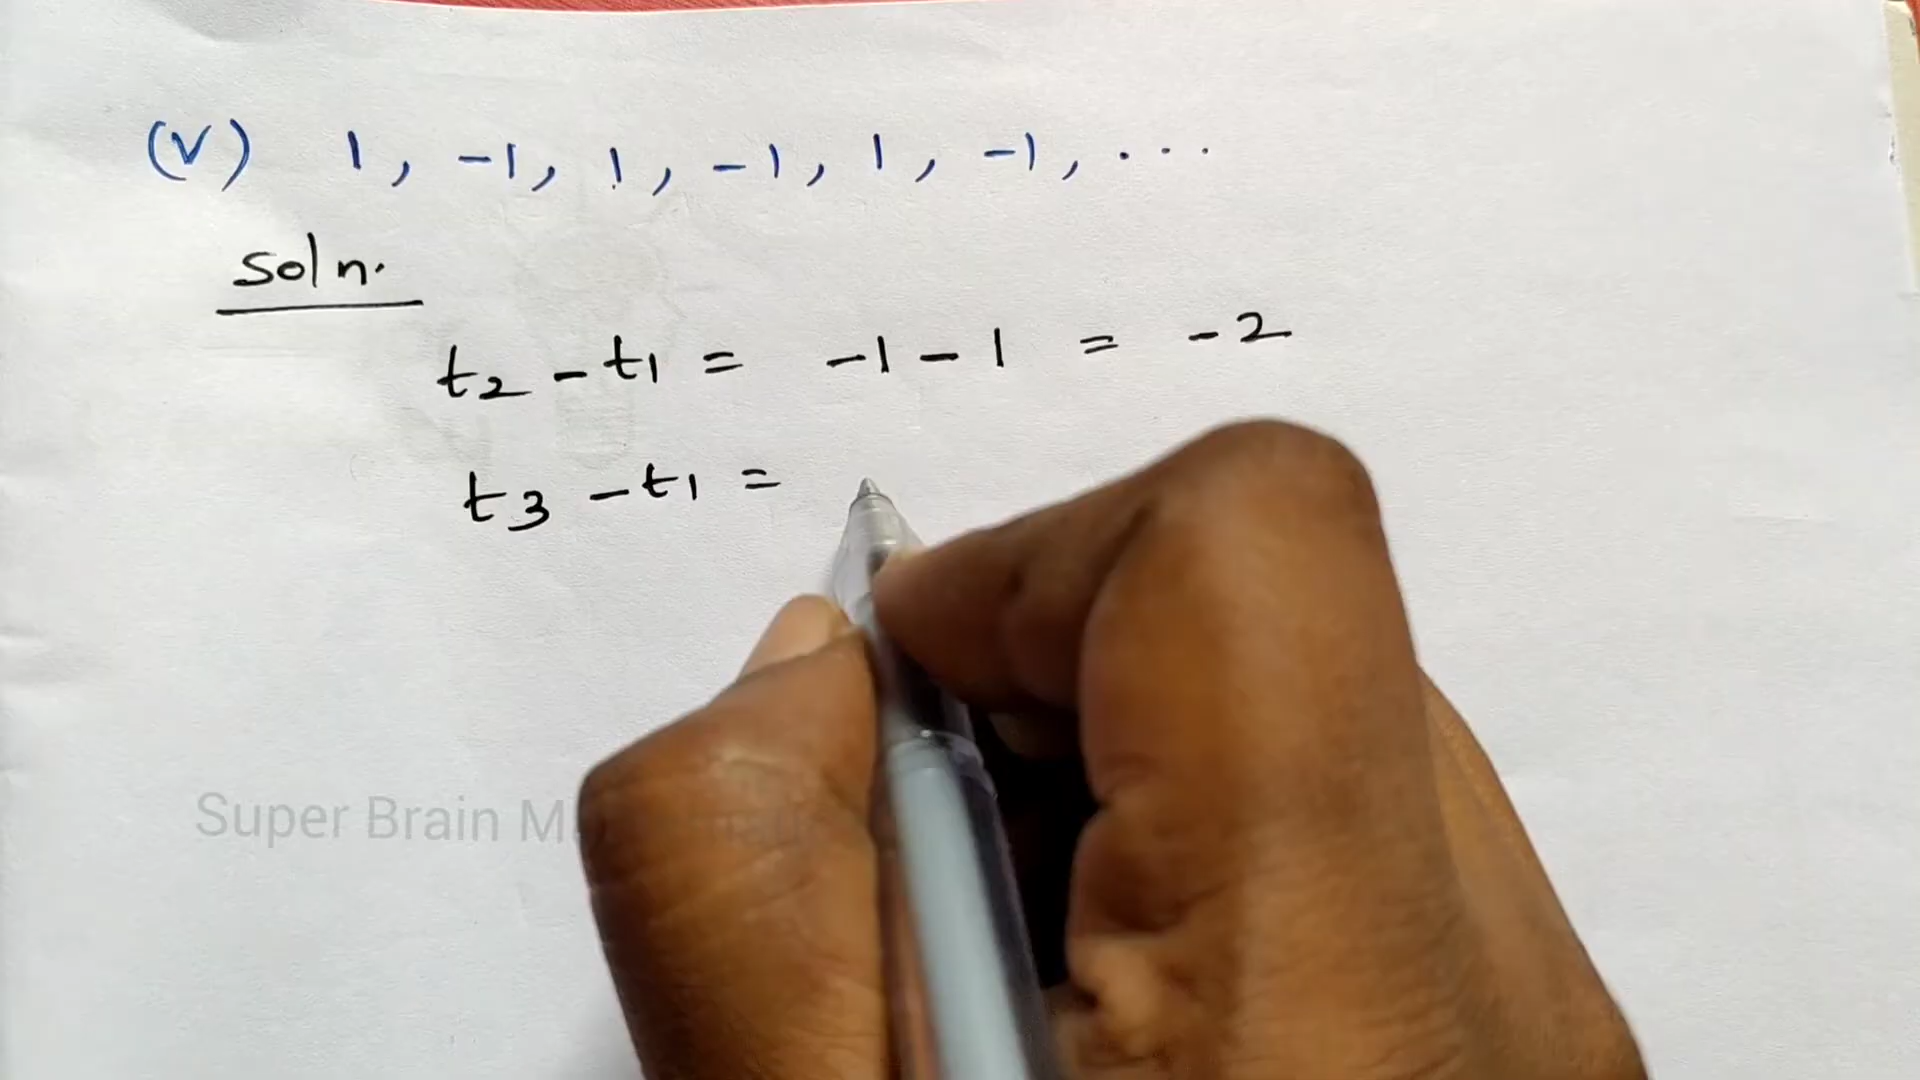 (V) 1, -1, 1, -1, 1, -1, ...
Soln.
t2 - t1 = -1 - 1 = -2
t3 - t1 =
Super Brain